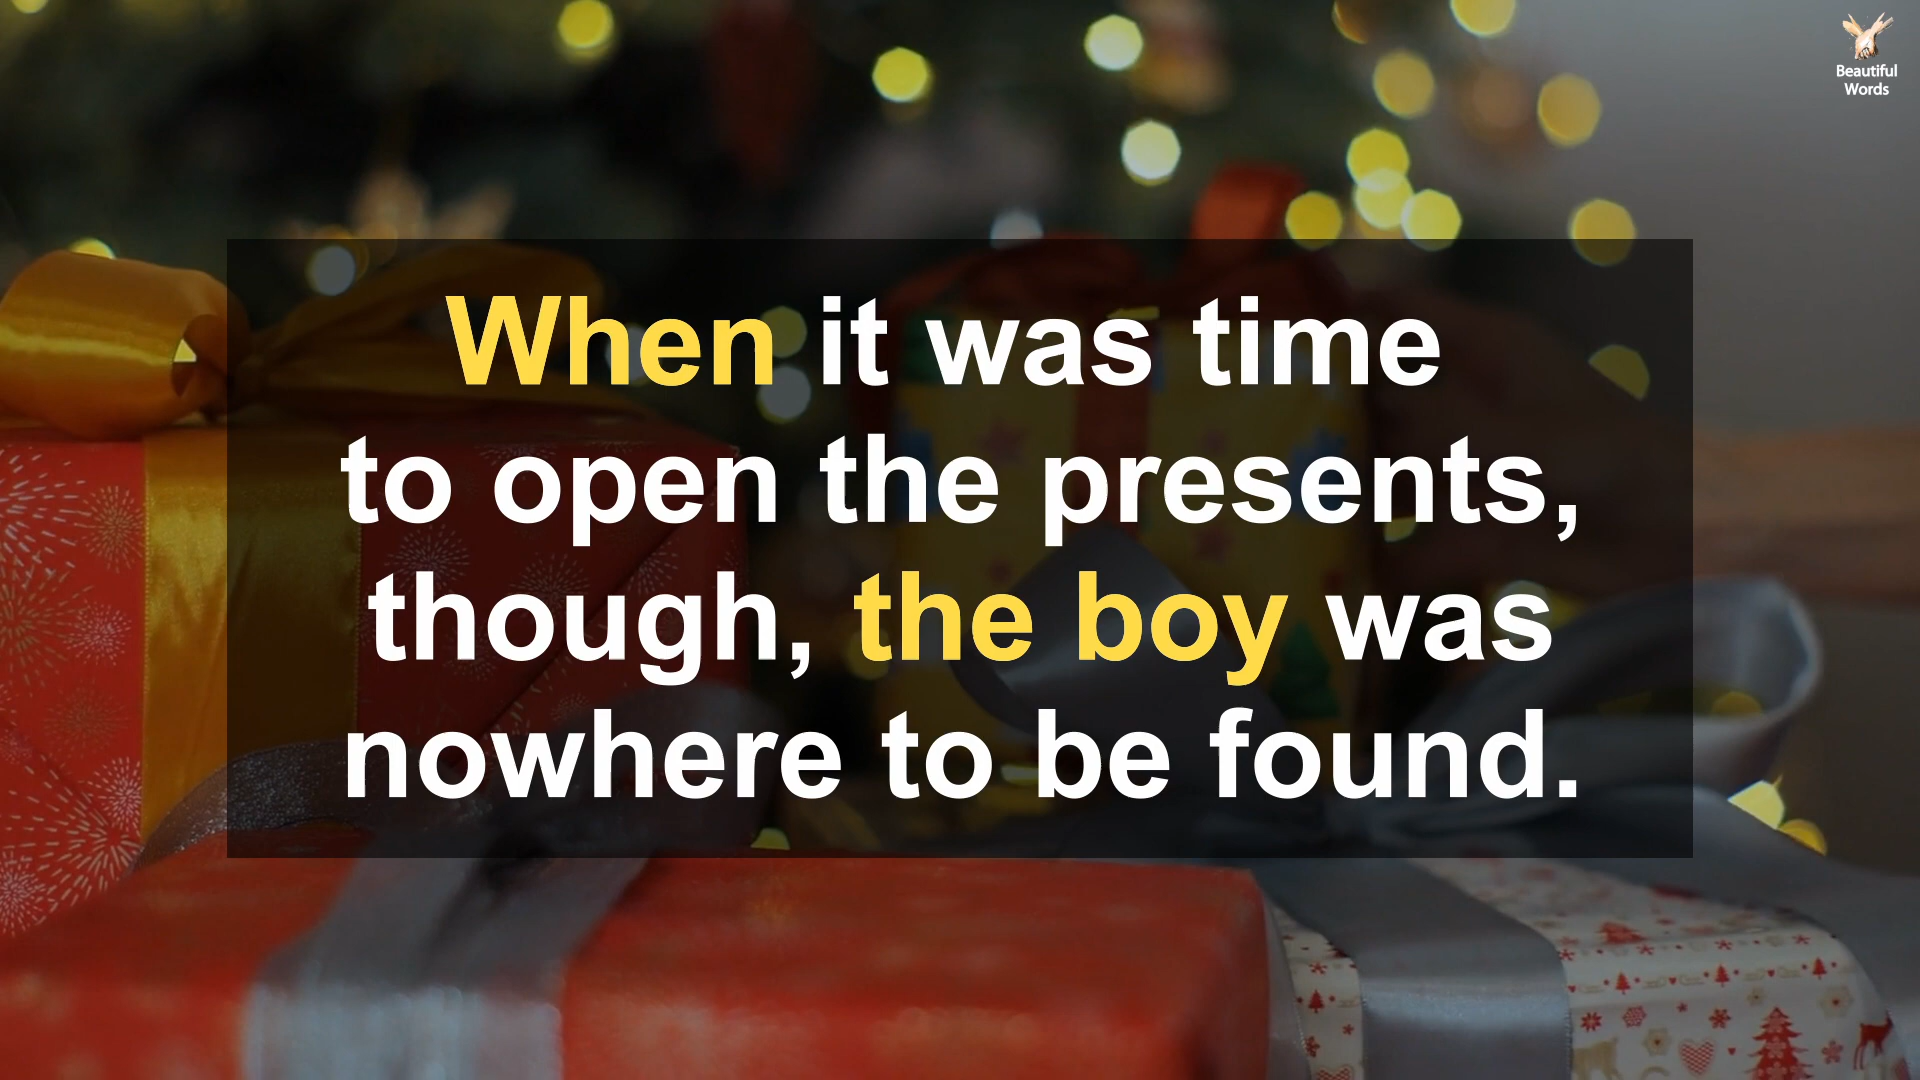 Beautiful
Words
When it was time
to open the presents,
though, the boy was
nowhere to be found.